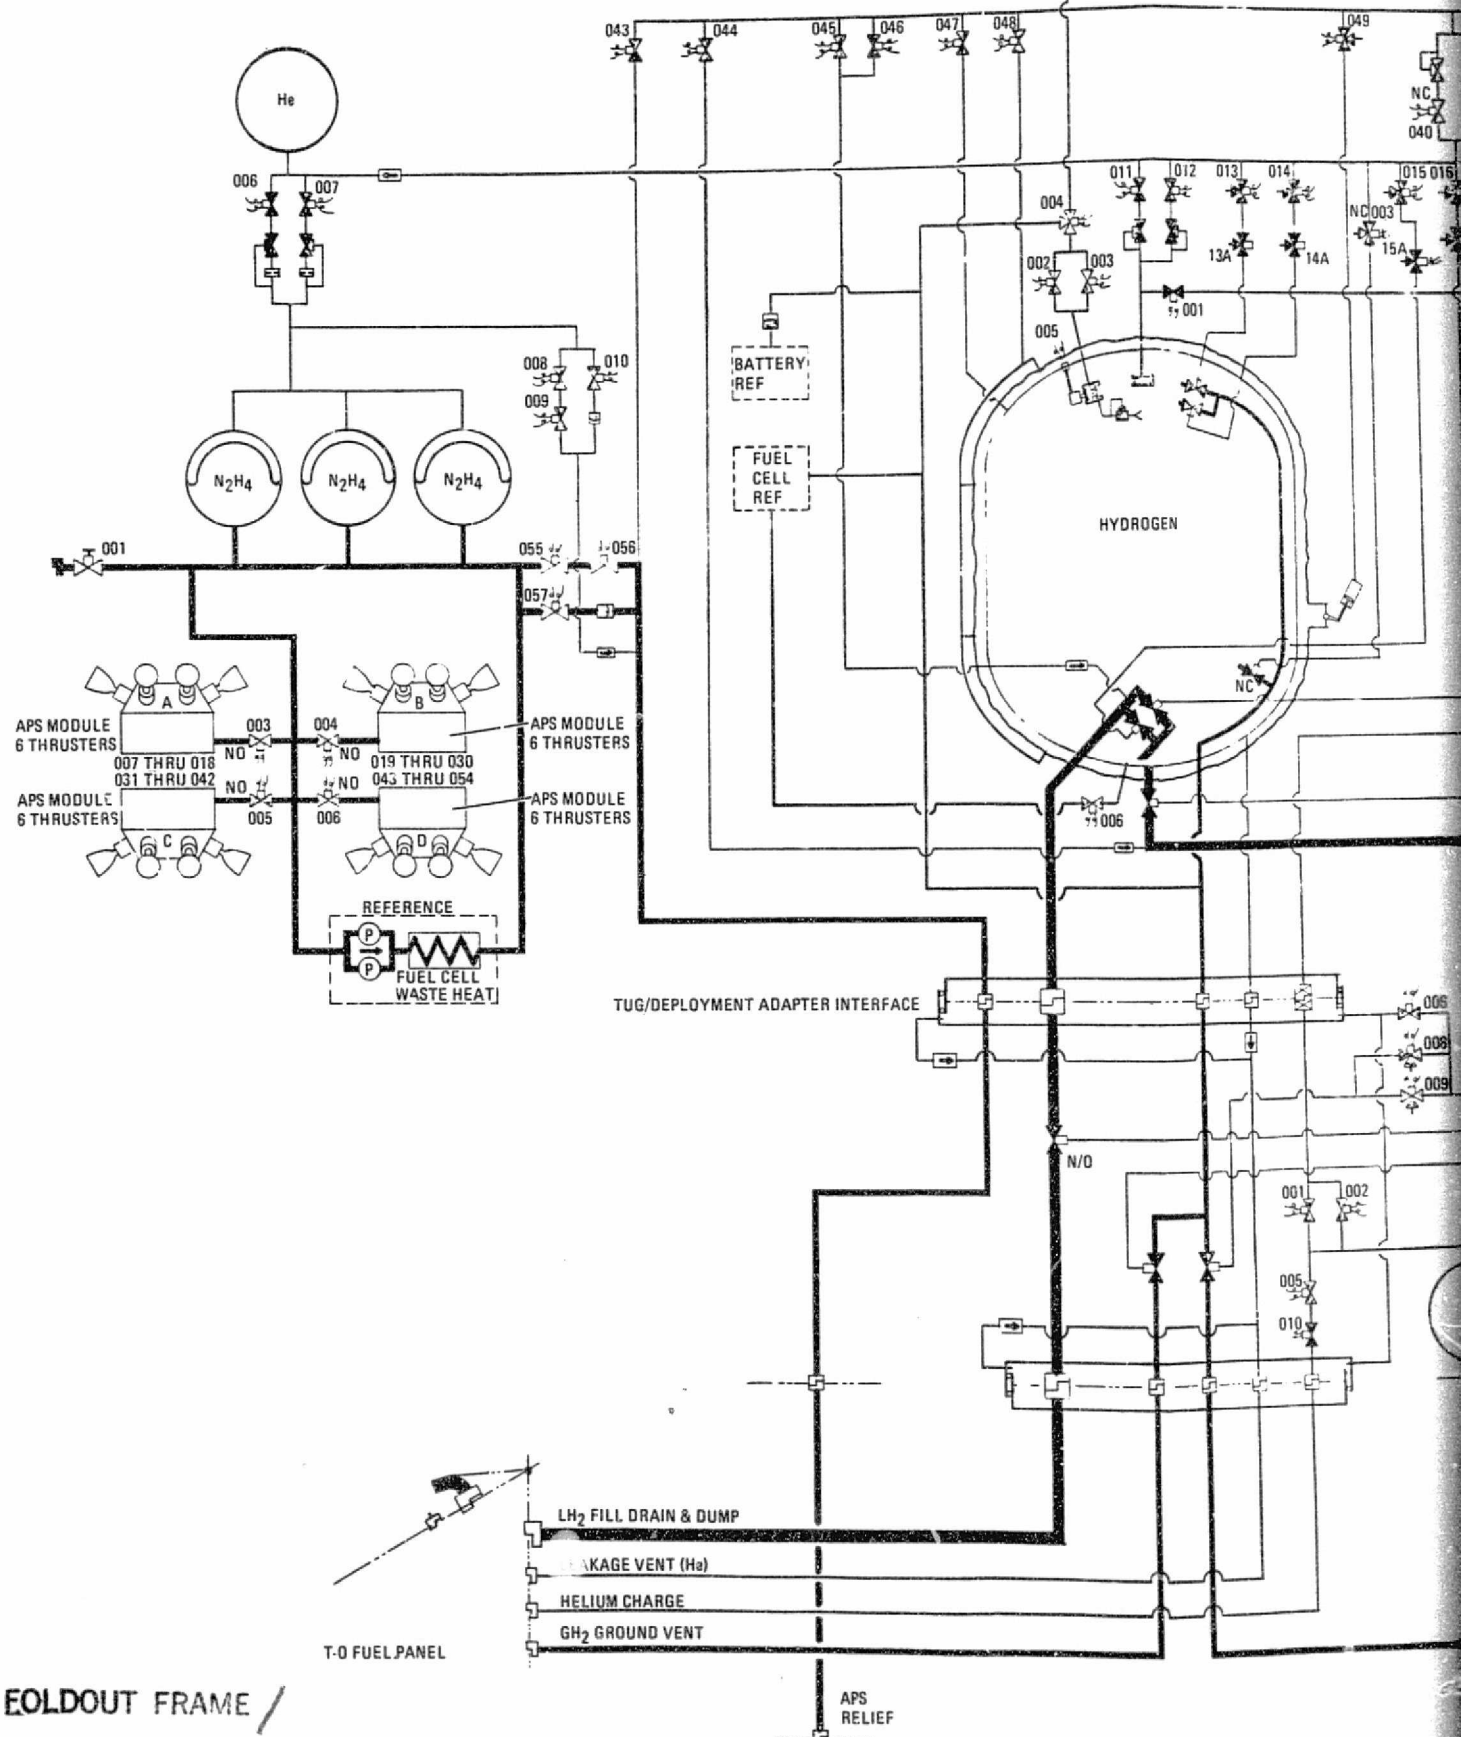 043
044
045
046
047
048
049
He
NC
040
006
007
011
012
013
014
015
016
004
NC
003
13A
14A
15A
002
003
001
005
BATTERY
REF
008
010
009
FUEL
CELL
REF
N2H4
N2H4
N2H4
HYDROGEN
001
055
056
057
NC
A
B
APS MODULE
6 THRUSTERS
003
004
NO
NO
APS MODULE
6 THRUSTERS
007 THRU 018
019 THRU 030
031 THRU 042
043 THRU 054
NO
NO
APS MODULE
6 THRUSTERS
005
006
APS MODULE
6 THRUSTERS
006
C
D
REFERENCE
P
P
FUEL CELL
WASTE HEAT
TUG/DEPLOYMENT ADAPTER INTERFACE
006
008
009
N/O
001
002
005
010
LH2 FILL DRAIN & DUMP
AKAGE VENT (He)
HELIUM CHARGE
GH2 GROUND VENT
T-0 FUEL PANEL
EOLDOUT FRAME /
APS
RELIEF